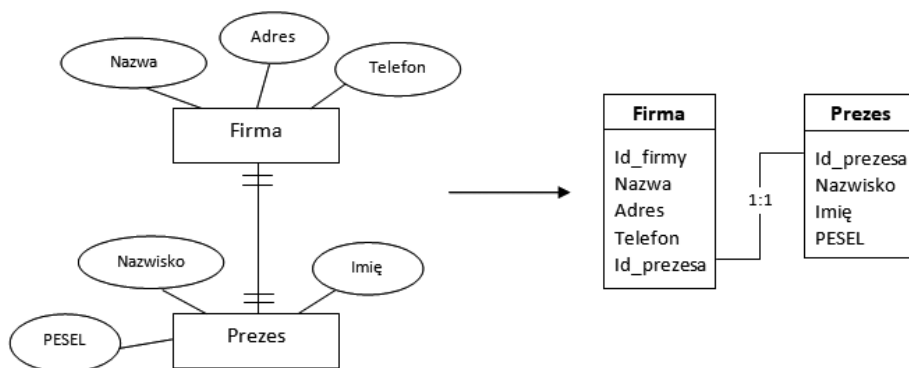 Adres
Nazwa
Telefon
Firma
Nazwisko
Imię
PESEL
Prezes
Firma
Id_firmy
Nazwa
Adres
Telefon
Id_prezesa
1:1
Prezes
Id_prezesa
Nazwisko
Imię
PESEL